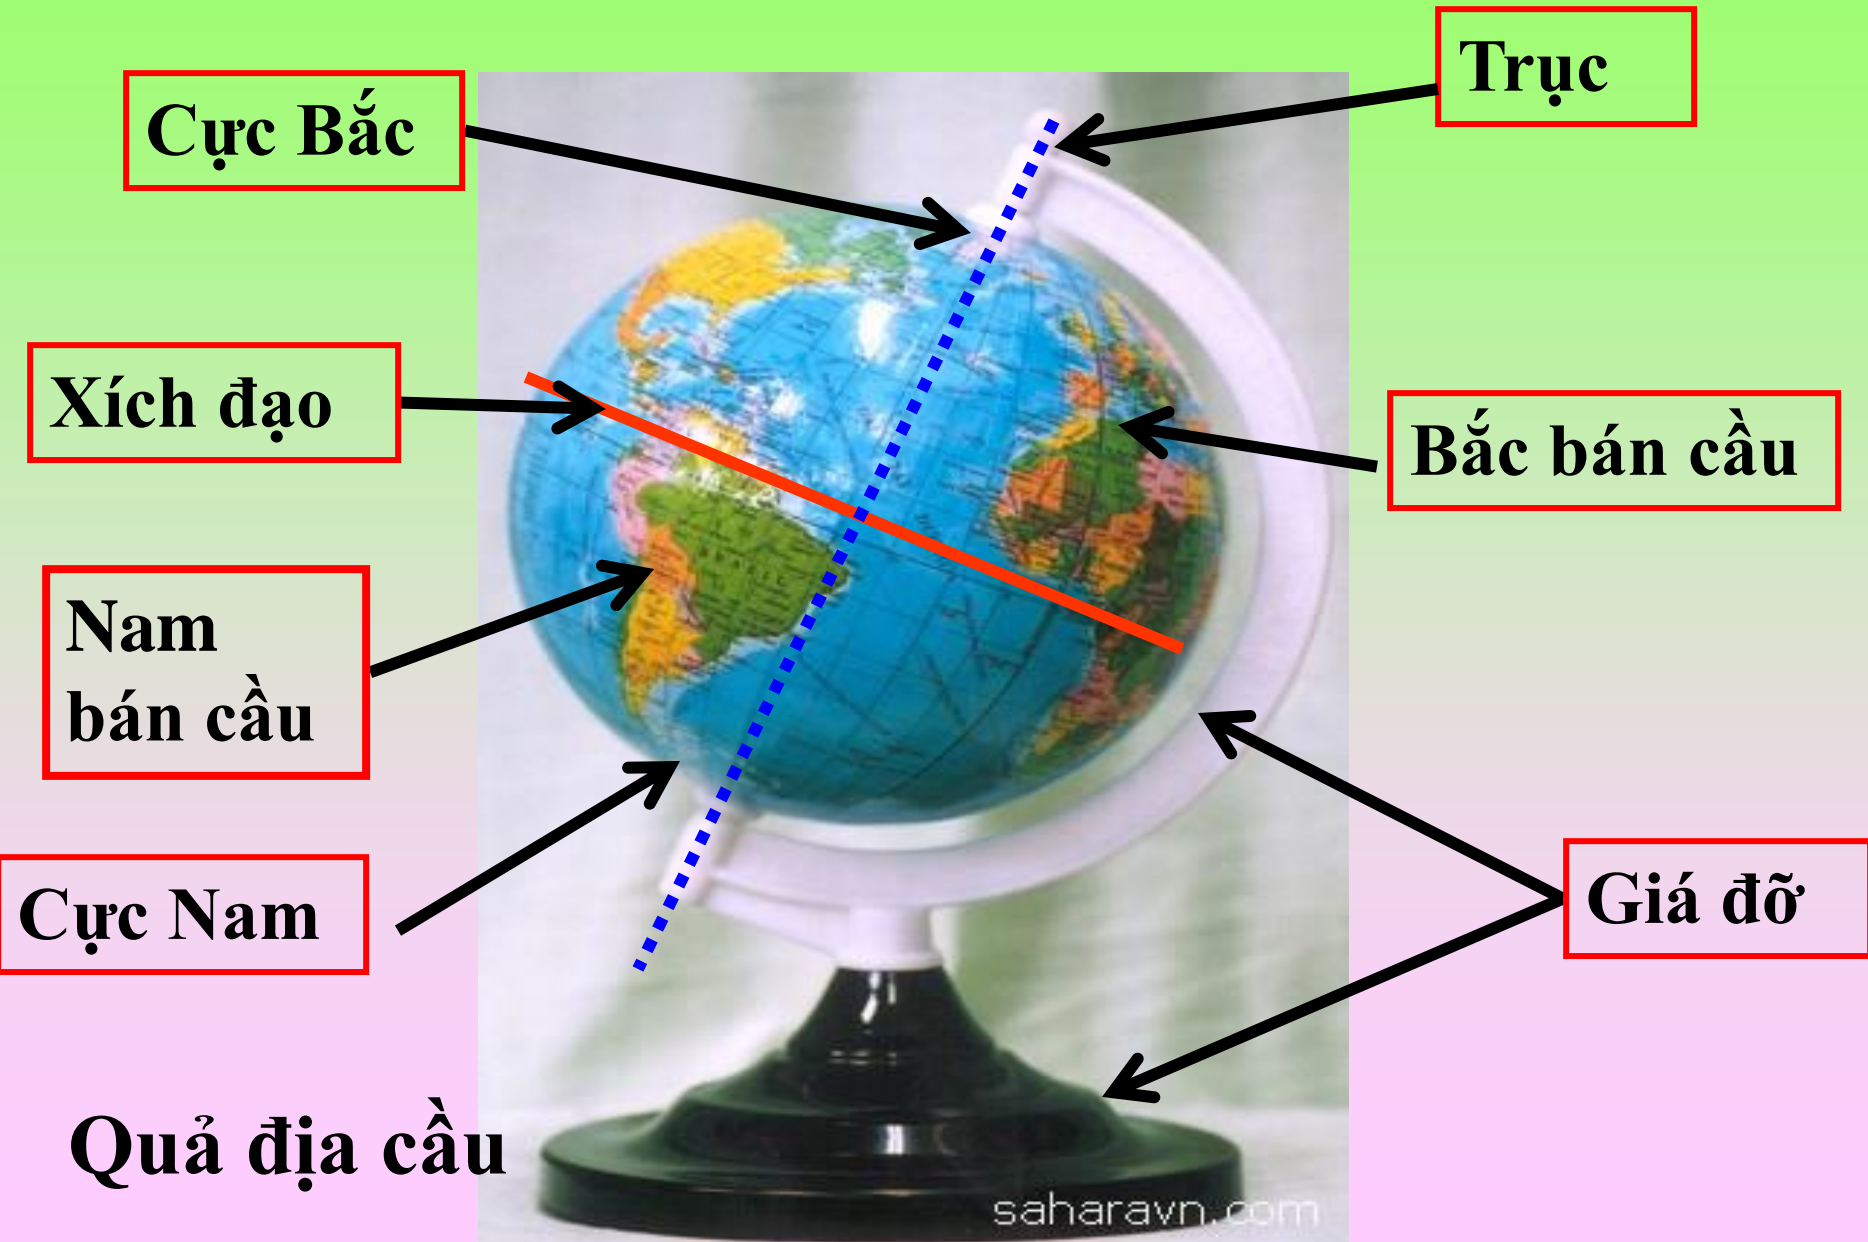 Trục
Cực Bắc
Xích đạo
Bắc bán cầu
Nam
bán cầu
Giá đỡ
Cực Nam
Quả địa cầu
saharavn.com